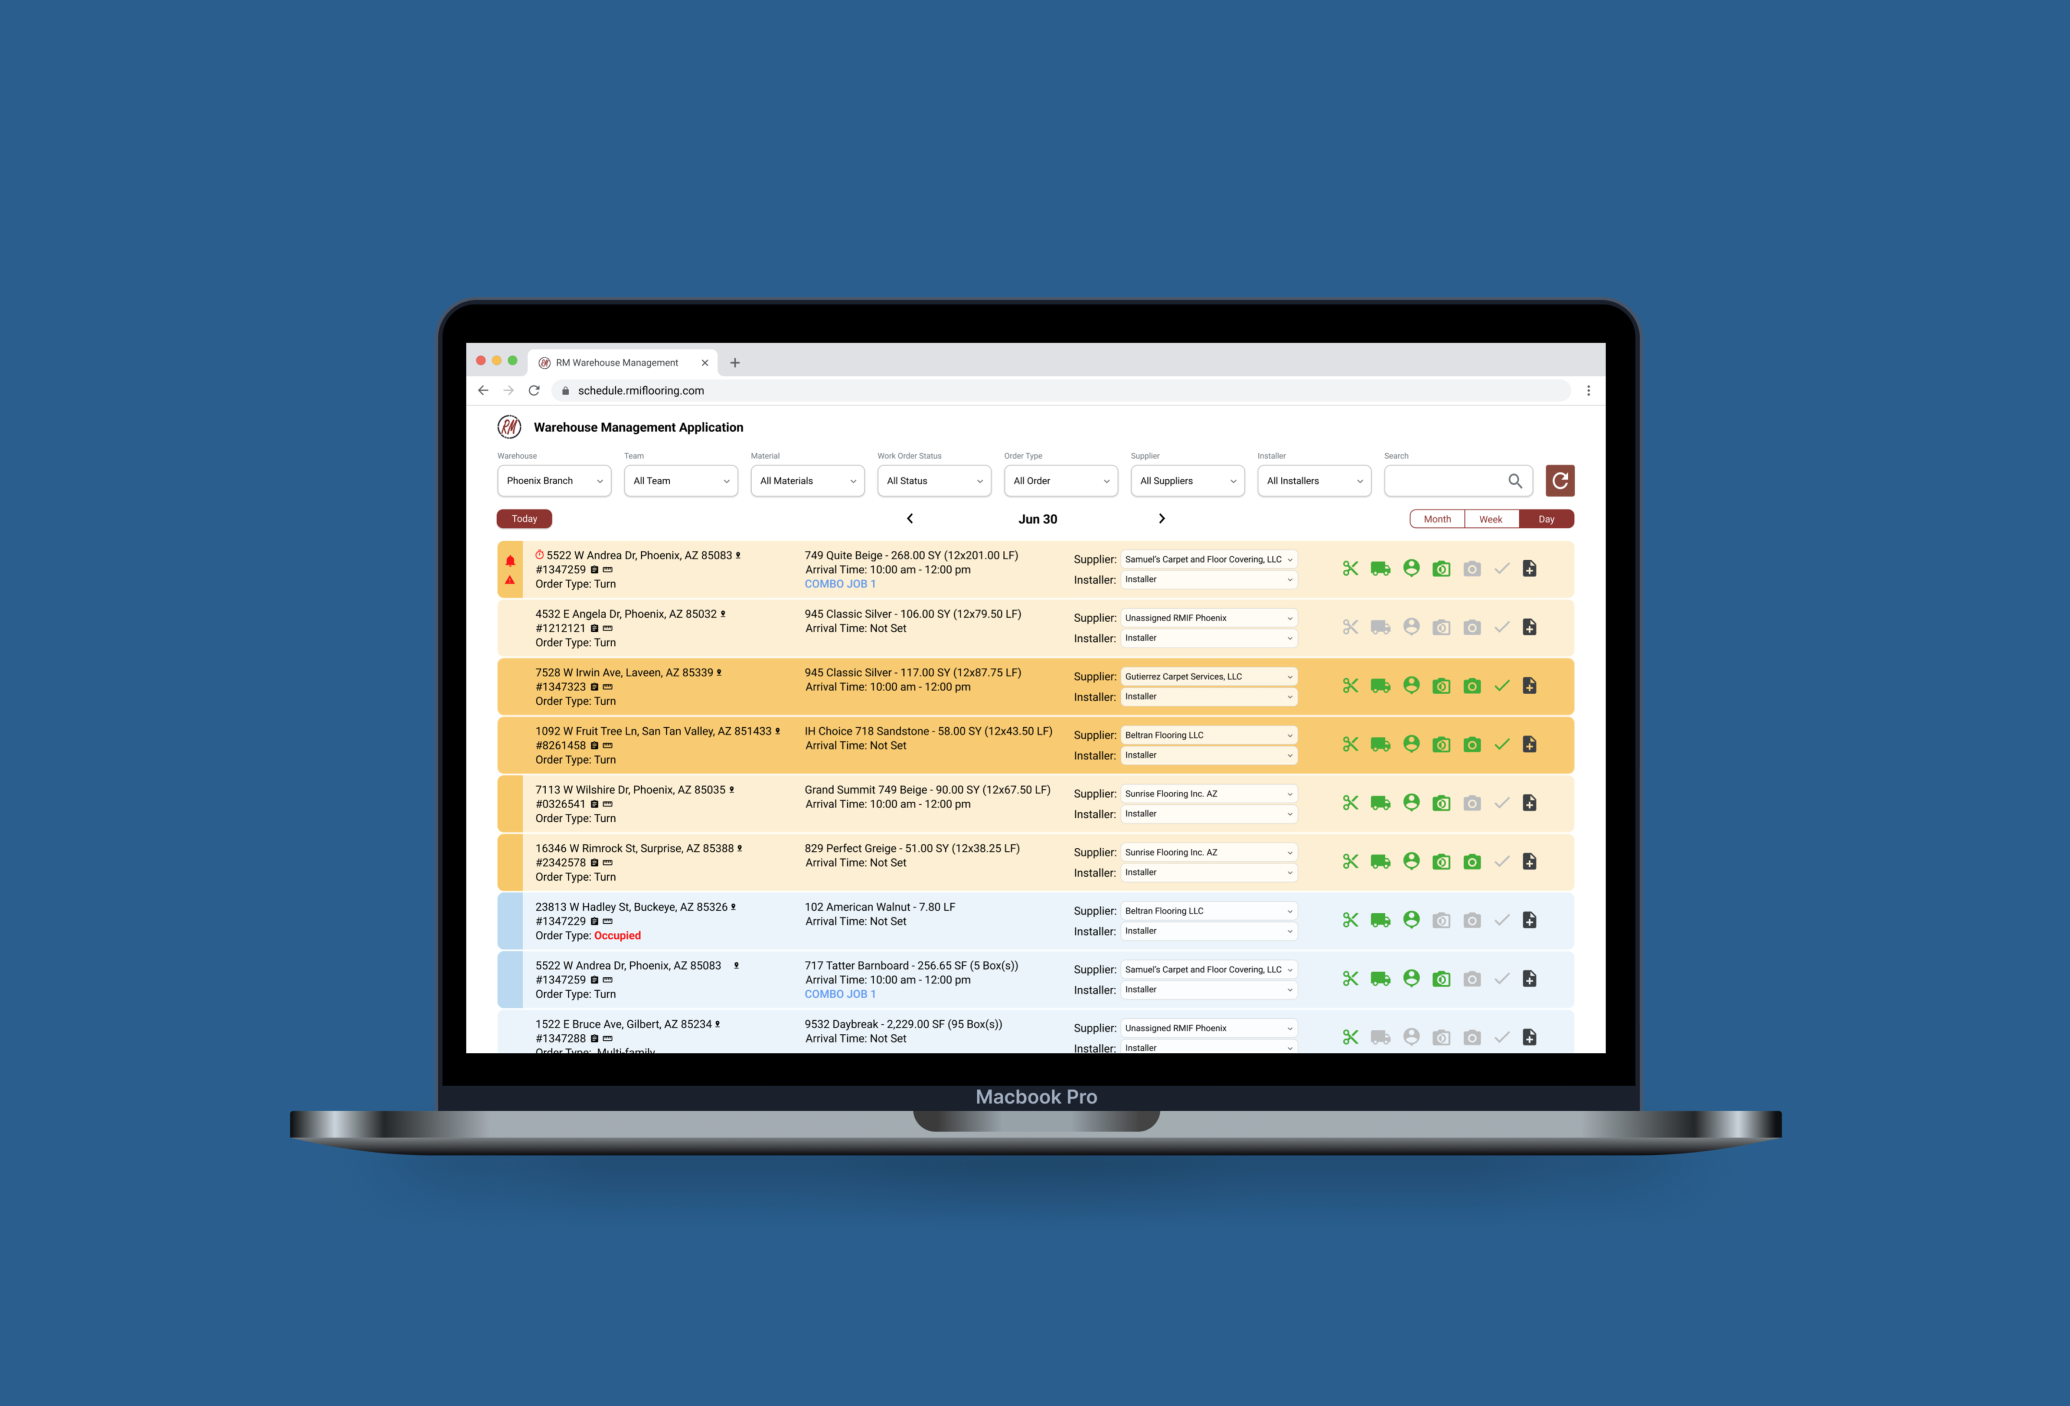 RM Warehouse Management
schedule.rmiflooring.com
RM Warehouse Management Application
Warehouse Team Material Work Order Status Order Type Supplier Installer Search
Phoenix Branch All Team All Materials All Status All Order All Suppliers All Installers
Today Jun 30 Month Week Day
5522 W Andrea Dr, Phoenix, AZ 85083
#1347259
Order Type: Turn
749 Quite Beige - 268.00 SY (12x201.00 LF)
Arrival Time: 10:00 am - 12:00 pm
COMBO JOB 1
Supplier: Samuel's Carpet and Floor Covering, LLC
Installer: Installer
4532 E Angela Dr, Phoenix, AZ 85032
#1212121
Order Type: Turn
945 Classic Silver - 106.00 SY (12x79.50 LF)
Arrival Time: Not Set
Supplier: Unassigned RMIF Phoenix
Installer: Installer
7528 W Irwin Ave, Laveen, AZ 85339
#1347323
Order Type: Turn
945 Classic Silver - 117.00 SY (12x87.75 LF)
Arrival Time: 10:00 am - 12:00 pm
Supplier: Gutierrez Carpet Services, LLC
Installer: Installer
1092 W Fruit Tree Ln, San Tan Valley, AZ 851433
#8261458
Order Type: Turn
IH Choice 718 Sandstone - 58.00 SY (12x43.50 LF)
Arrival Time: Not Set
Supplier: Beltran Flooring LLC
Installer: Installer
7113 W Wilshire Dr, Phoenix, AZ 85035
#0326541
Order Type: Turn
Grand Summit 749 Beige - 90.00 SY (12x67.50 LF)
Arrival Time: 10:00 am - 12:00 pm
Supplier: Sunrise Flooring Inc. AZ
Installer: Installer
16346 W Rimrock St, Surprise, AZ 85388
#2342578
Order Type: Turn
829 Perfect Greige - 51.00 SY (12x38.25 LF)
Arrival Time: Not Set
Supplier: Sunrise Flooring Inc. AZ
Installer: Installer
23813 W Hadley St, Buckeye, AZ 85326
#1347229
Order Type: Occupied
102 American Walnut - 7.80 LF
Arrival Time: Not Set
Supplier: Beltran Flooring LLC
Installer: Installer
5522 W Andrea Dr, Phoenix, AZ 85083
#1347259
Order Type: Turn
717 Tatter Barnboard - 256.65 SF (5 Box(s))
Arrival Time: 10:00 am - 12:00 pm
COMBO JOB 1
Supplier: Samuel's Carpet and Floor Covering, LLC
Installer: Installer
1522 E Bruce Ave, Gilbert, AZ 85234
#1347288
Order Type: Multi-family
9532 Daybreak - 2,229.00 SF (95 Box(s))
Arrival Time: Not Set
Supplier: Unassigned RMIF Phoenix
Installer: Installer
Macbook Pro